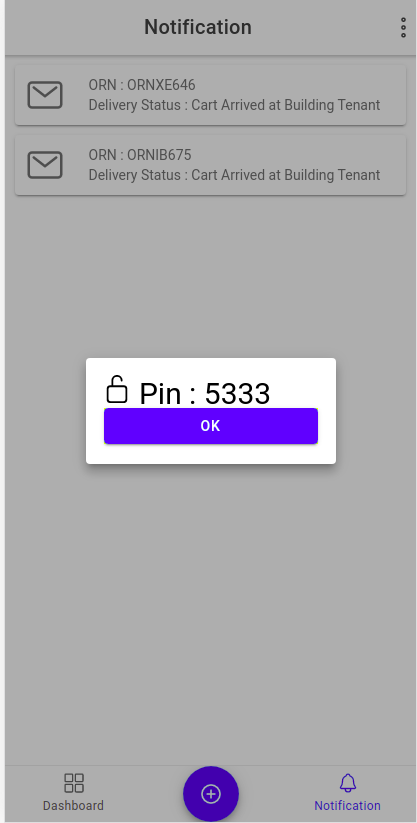 Notification
ORN : ORNXE646
Delivery Status : Cart Arrived at Building Tenant
ORN : ORNIB675
Delivery Status : Cart Arrived at Building Tenant
Pin : 5333
OK
Dashboard
Notification